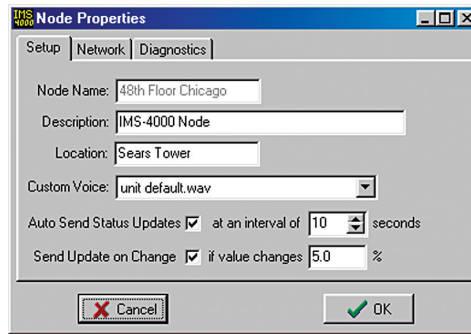 IMS 4000 Node Properties
Setup Network Diagnostics
Node Name: 48th Floor Chicago
Description: IMS-4000 Node
Location: Sears Tower
Custom Voice: unit default.wav
Auto Send Status Updates at an interval of 10 seconds
Send Update on Change if value changes 5.0 %
Cancel OK